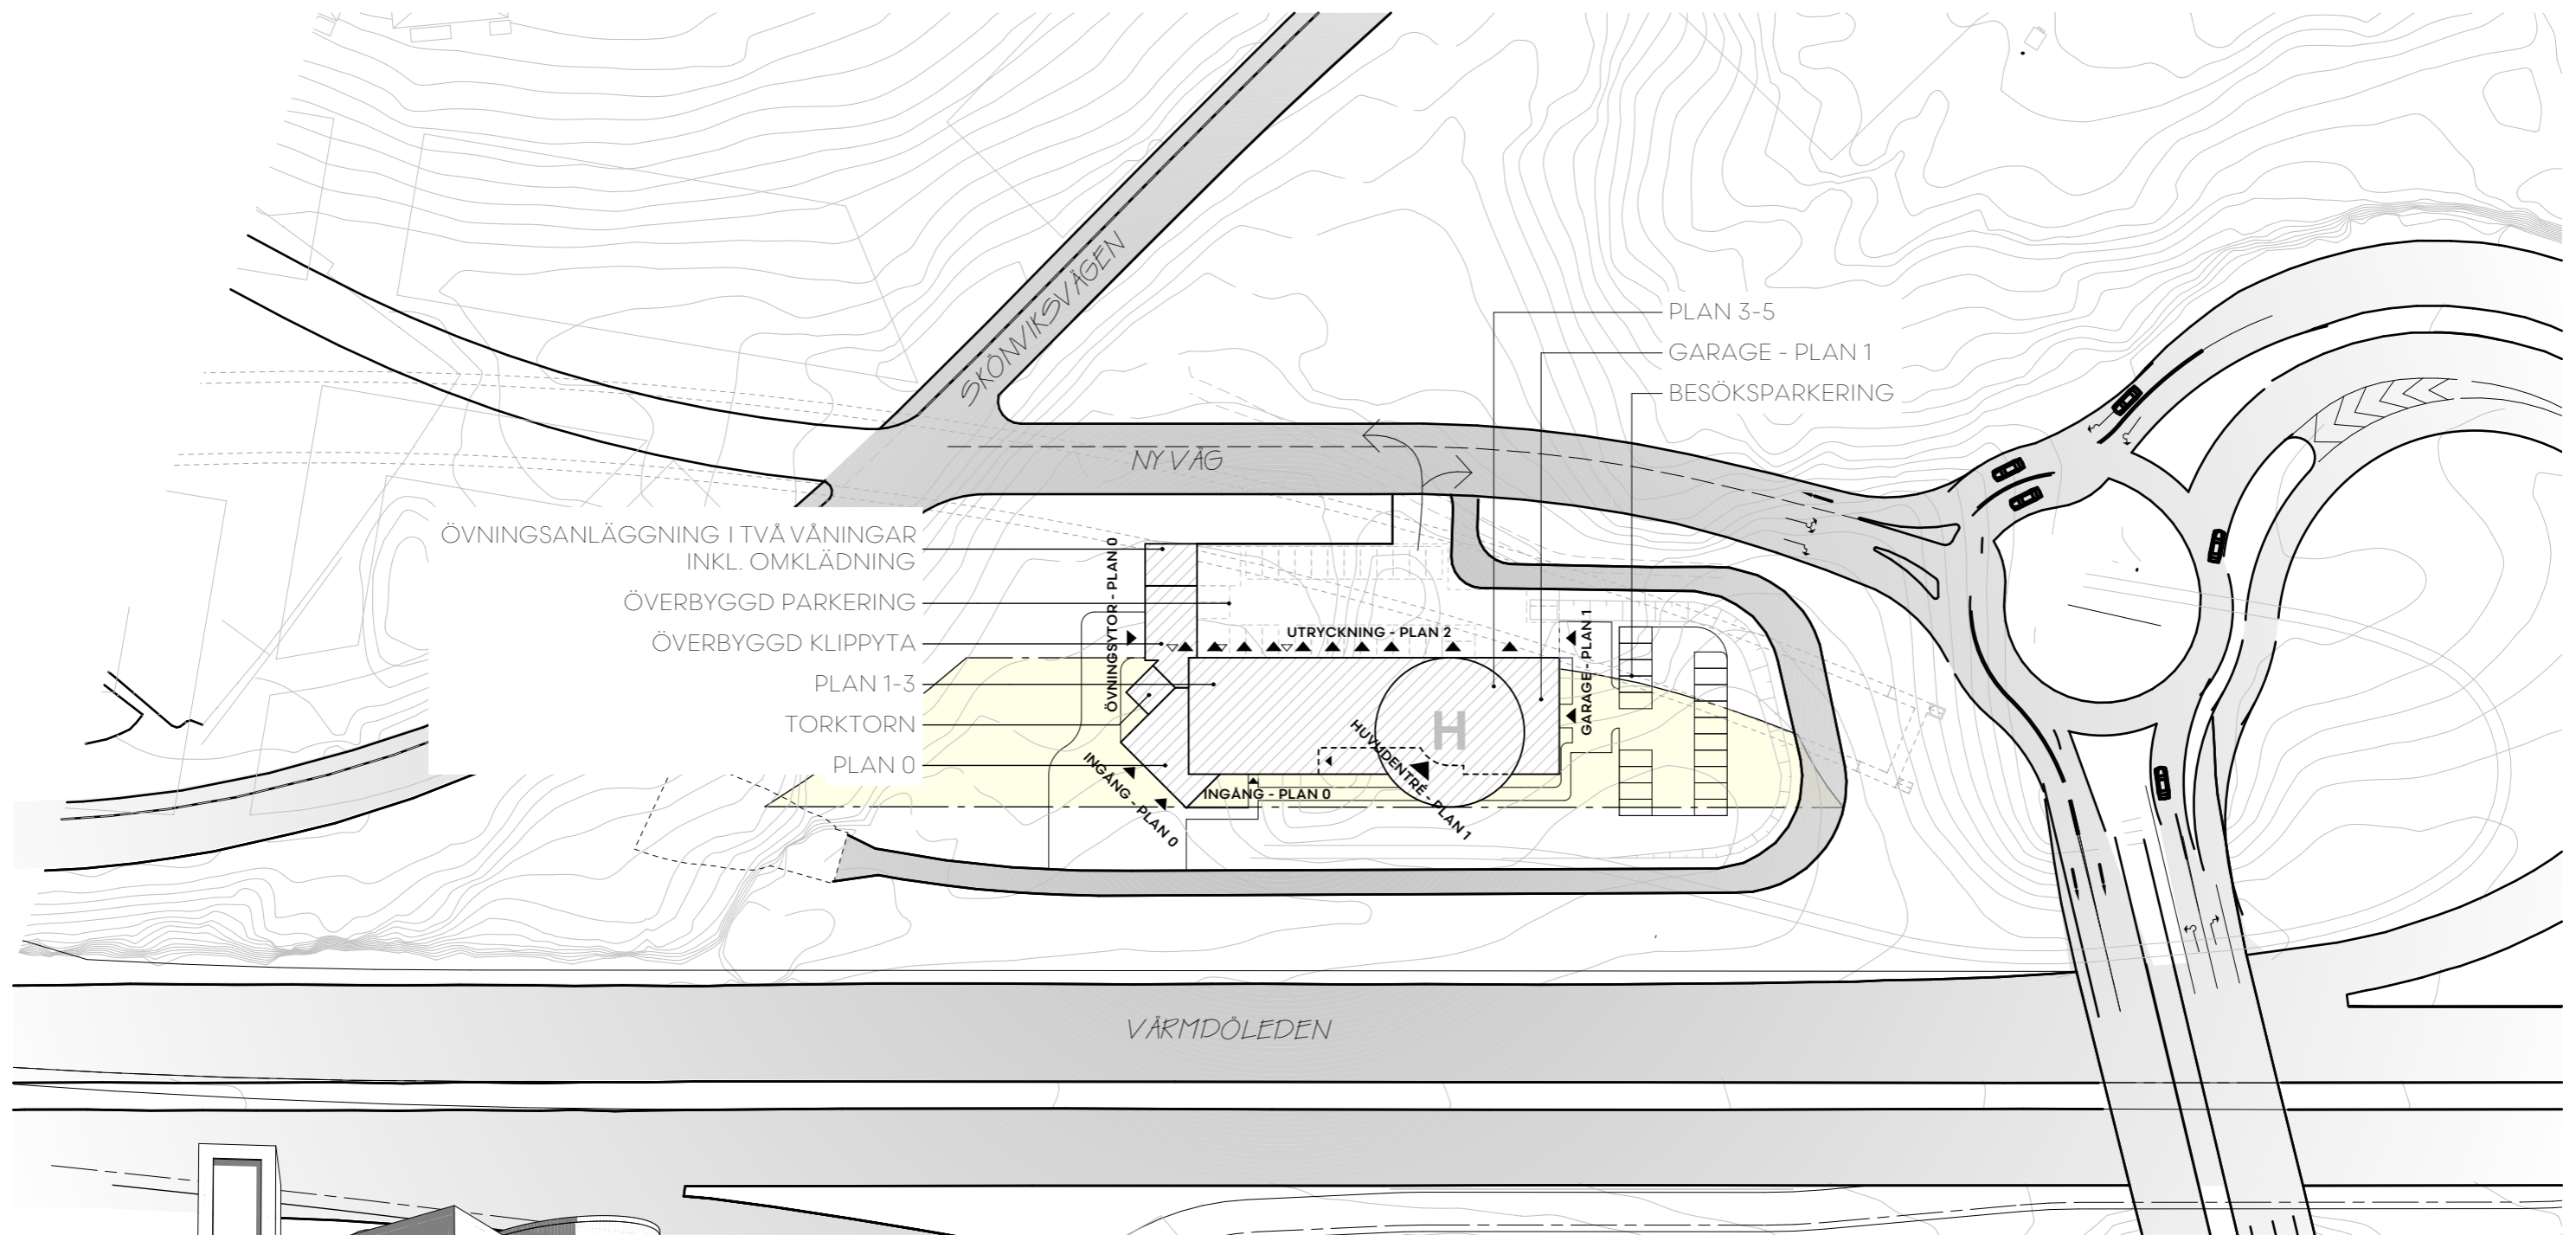 SKÖNVIKSVÄGEN
PLAN 3-5
GARAGE - PLAN 1
BESÖKSPARKERING
NY VÄG
ÖVNINGSANLÄGGNING I TVÅ VÅNINGAR
INKL. OMKLÄDNING
ÖVERBYGGD PARKERING
ÖVERBYGGD KLIPPYTA
PLAN 1-3
TORKTORN
PLAN 0
ÖVNINGSYTOR - PLAN 0
UTRYCKNING - PLAN 2
GARAGE - PLAN 1
H
HUVUDENTRÉ - PLAN 1
INGÅNG - PLAN 0
INGÅNG - PLAN 0
VÄRMDÖLEDEN